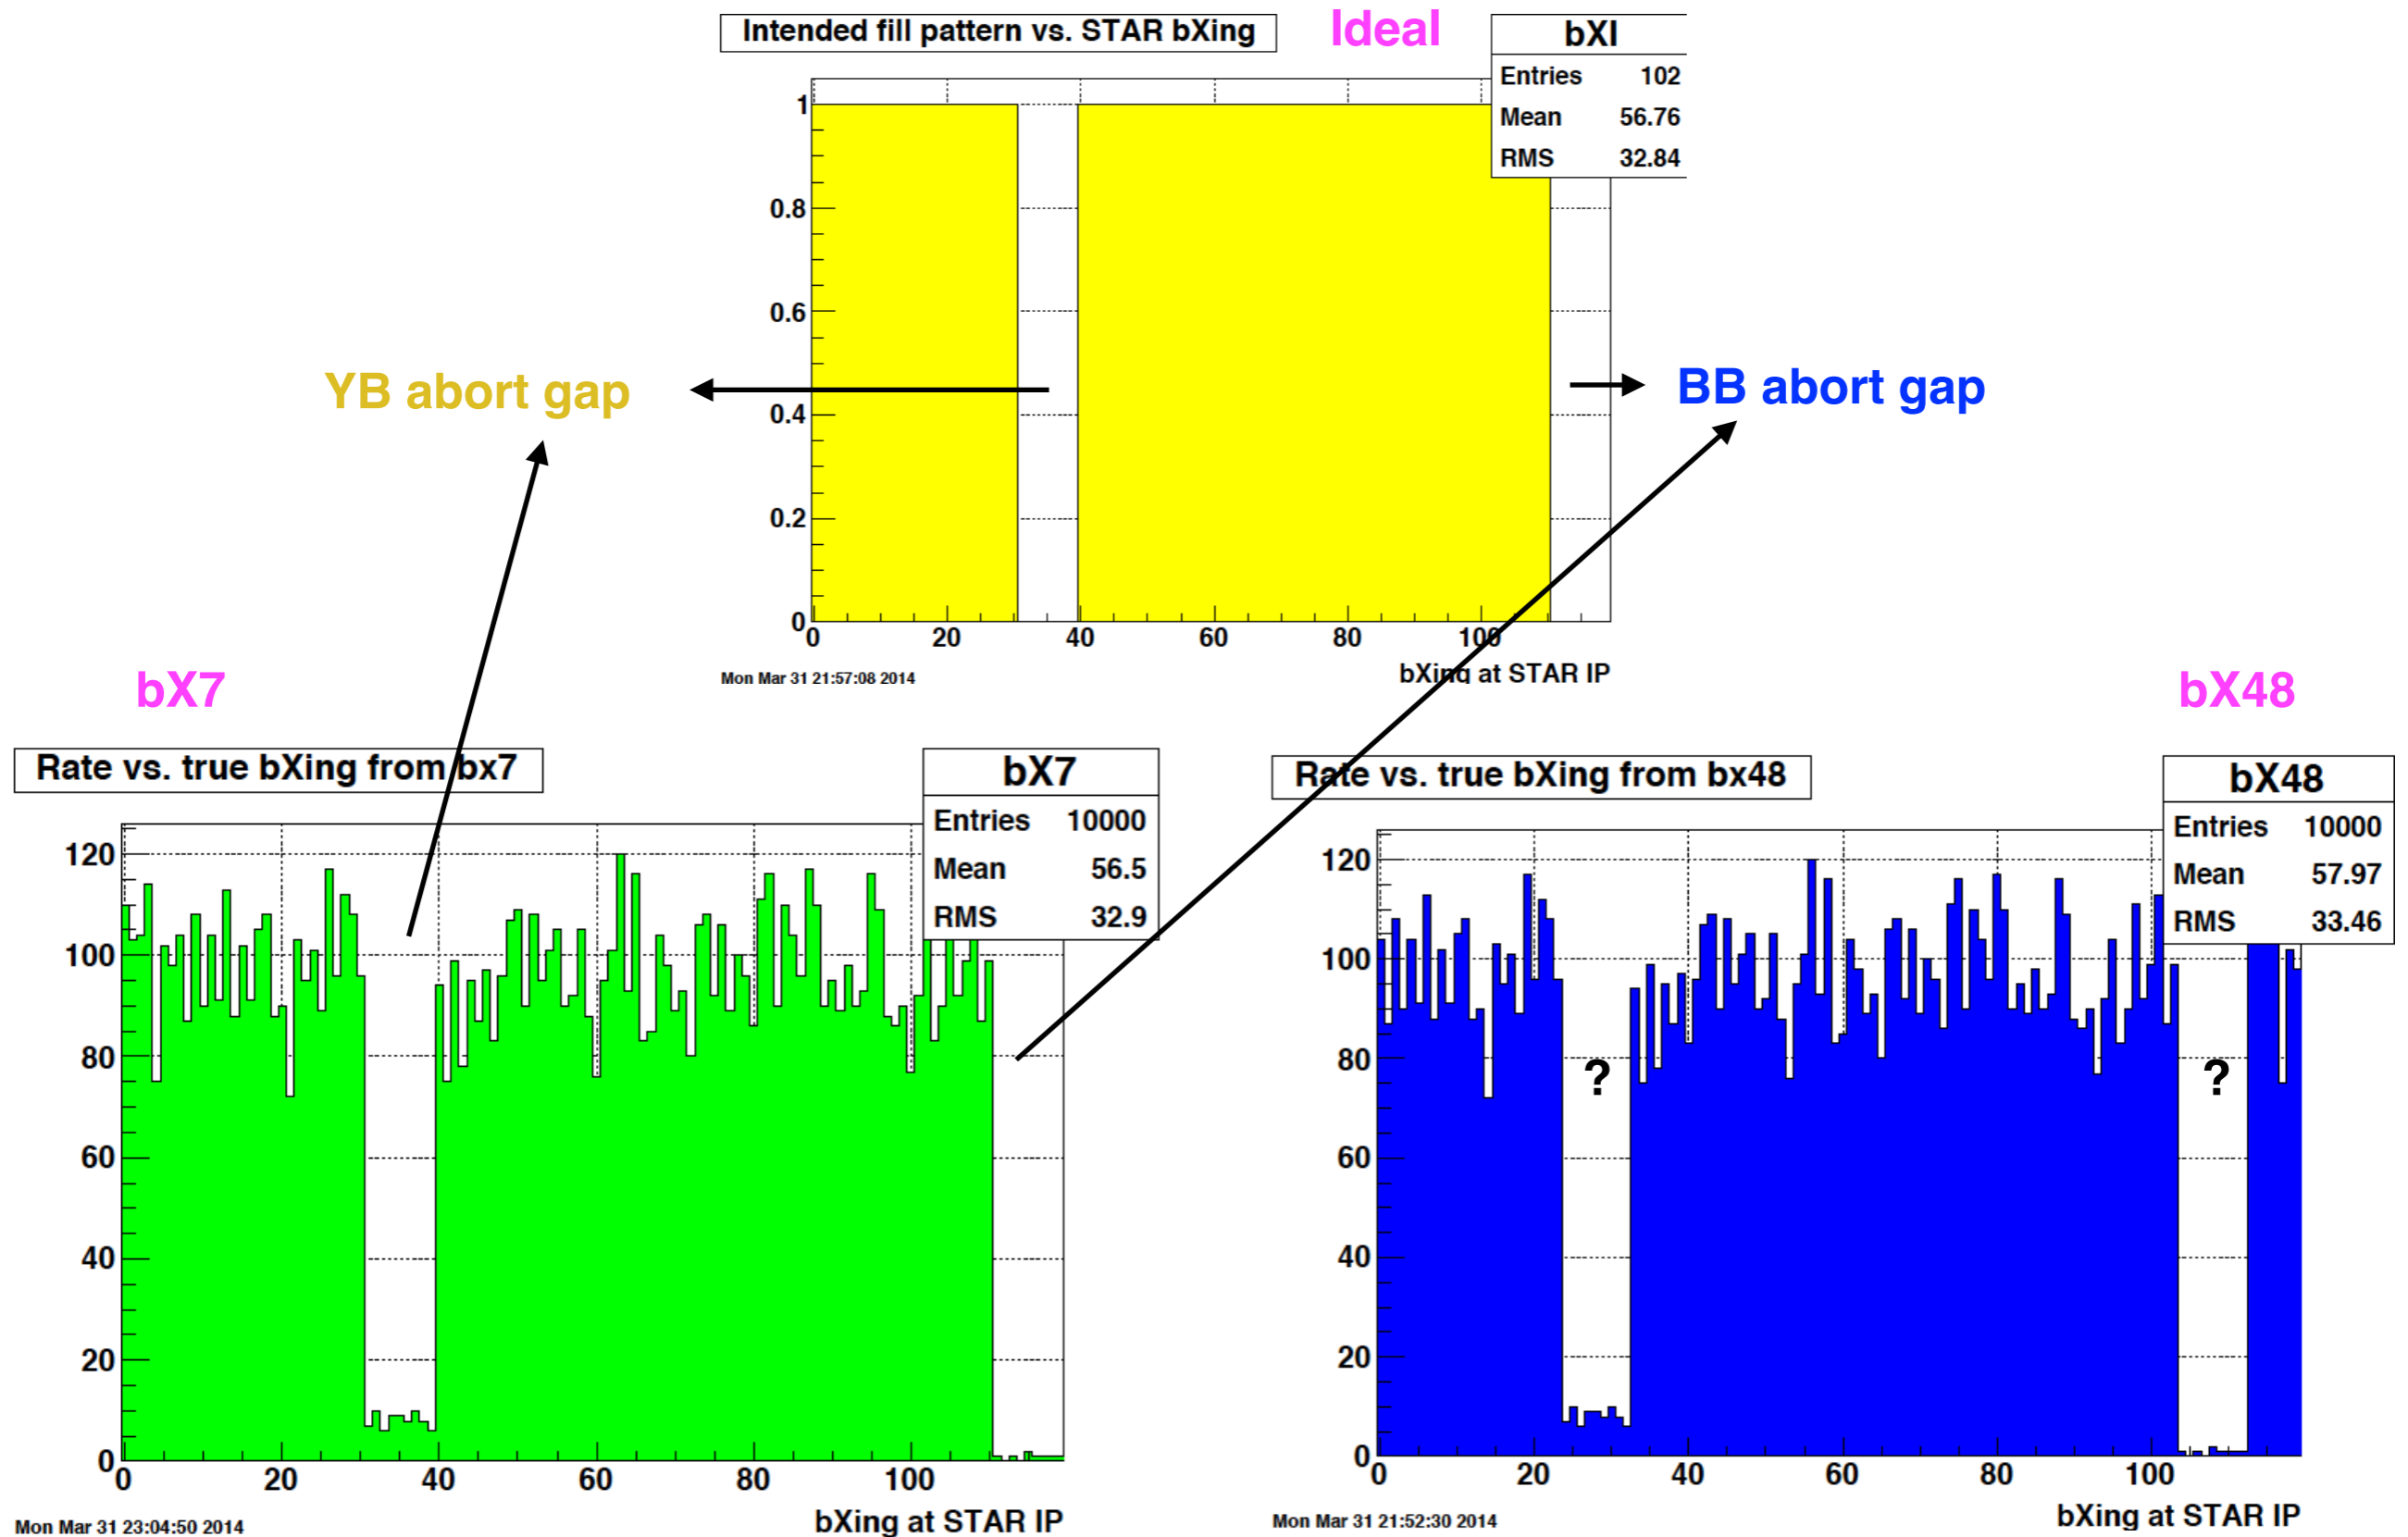 Intended fill pattern vs. STAR bXing
Ideal
bXI
Entries 102
Mean 56.76
RMS 32.84
1
0.8
0.6
0.4
0.2
0
0 20 40 60 80 100
bXing at STAR IP
Mon Mar 31 21:57:08 2014
YB abort gap
BB abort gap
bX7
Rate vs. true bXing from bx7
bX7
Entries 10000
Mean 56.5
RMS 32.9
120
100
80
60
40
20
0
0 20 40 60 80 100
bXing at STAR IP
Mon Mar 31 23:04:50 2014
bX48
Rate vs. true bXing from bx48
bX48
Entries 10000
Mean 57.97
RMS 33.46
120
100
80
60
40
20
0
? ?
0 20 40 60 80 100
bXing at STAR IP
Mon Mar 31 21:52:30 2014